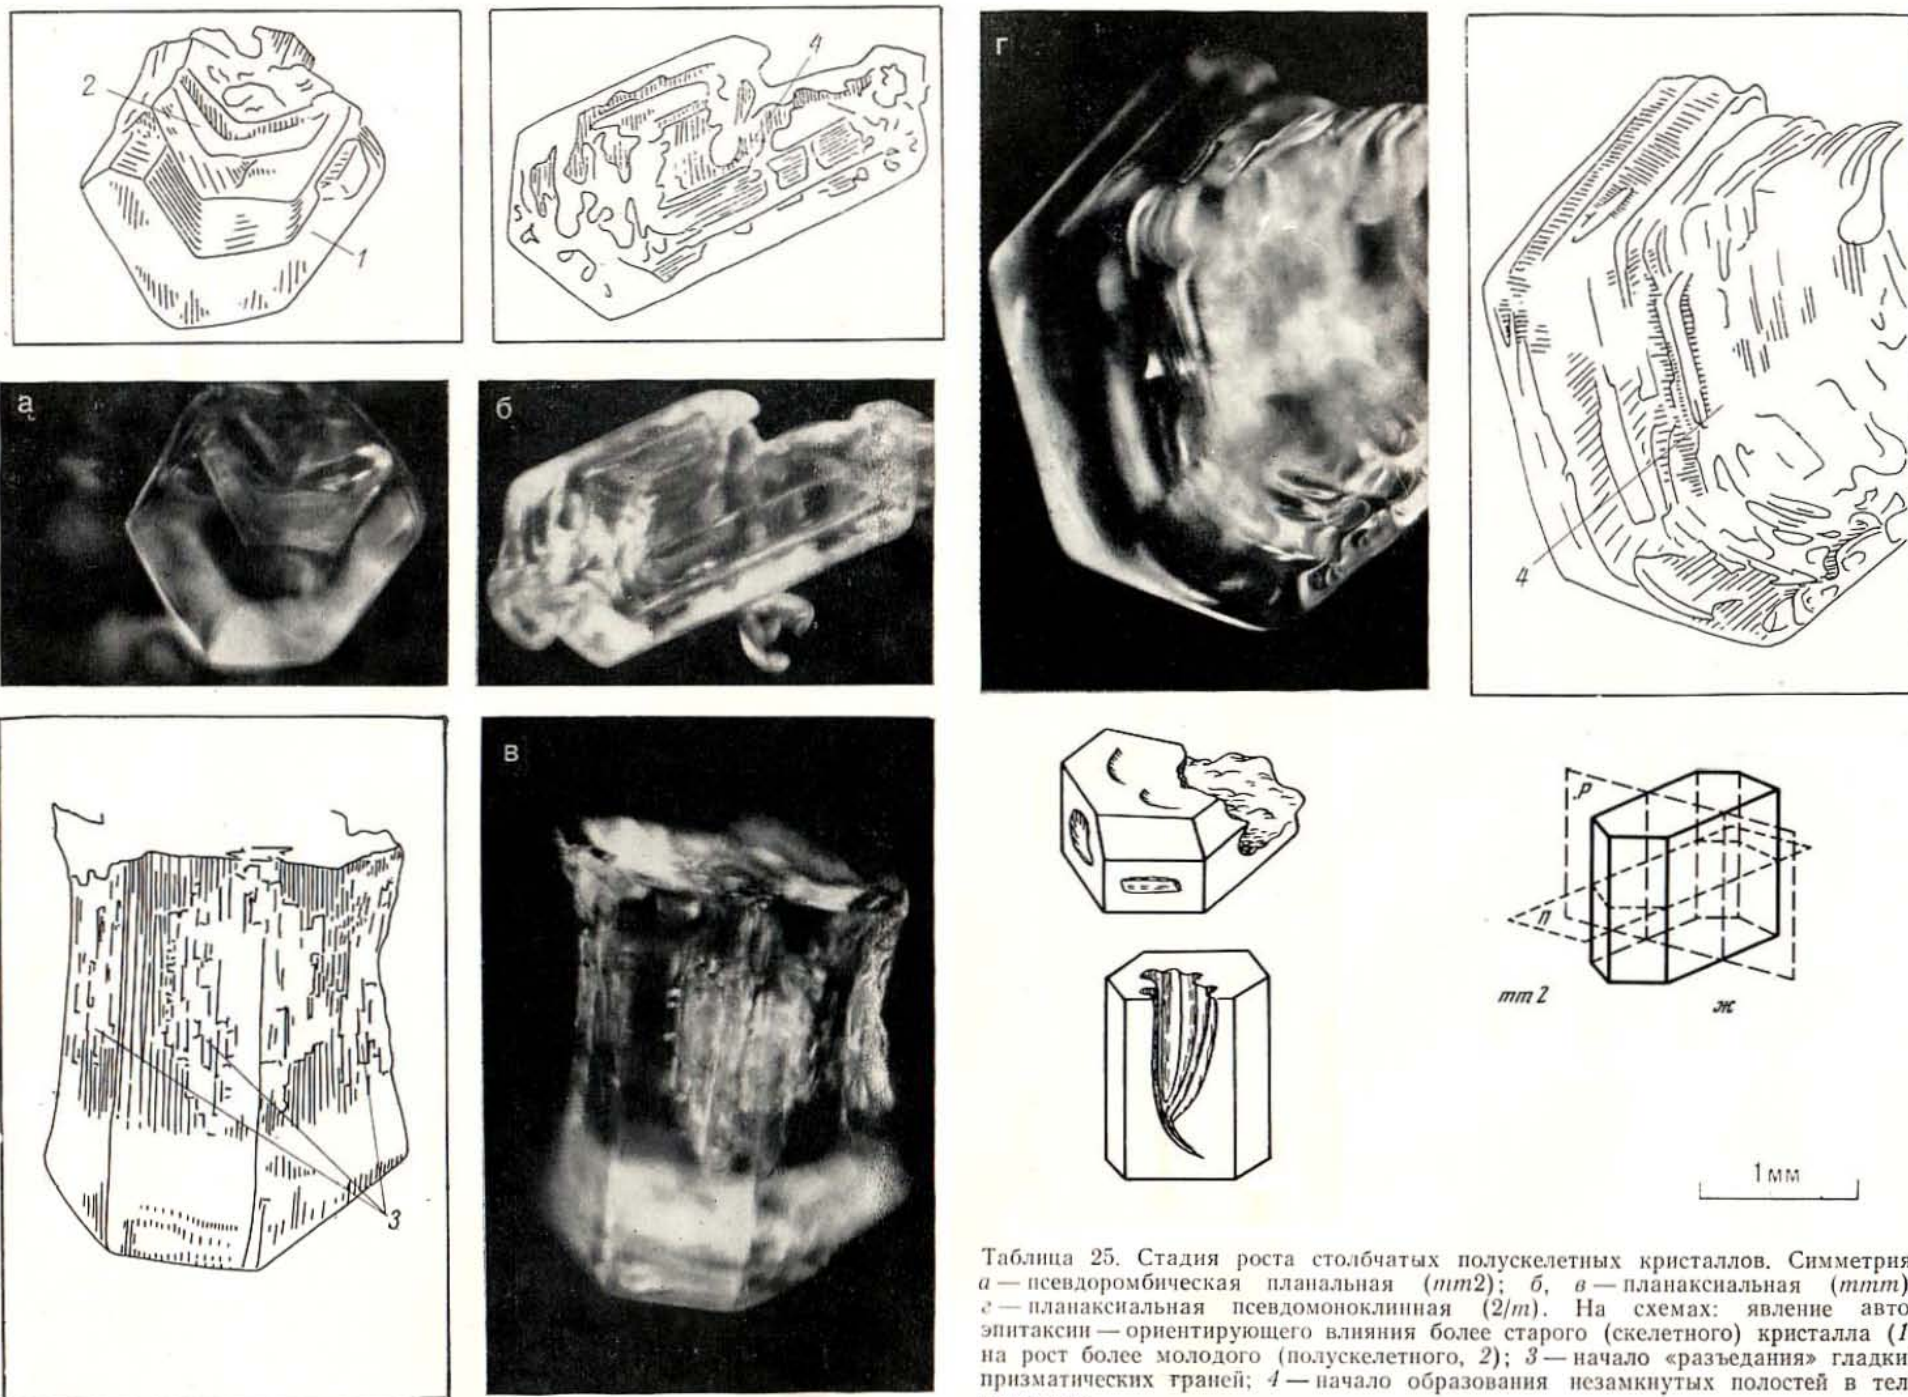 2
1
4
а
б
г
4
в
3
р
п
mm2
ж
1мм
Таблица 25. Стадия роста столбчатых полускелетных кристаллов. Симметрия
а — псевдоромбическая планальная (mm2); б, в — планаксиальная (mmm)
г — планаксиальная псевдомоноклинная (2/m). На схемах: явление авто
эпитаксии — ориентирующего влияния более старого (скелетного) кристалла (1
на рост более молодого (полускелетного, 2); 3 — начало «разъедания» гладки
призматических граней; 4 — начало образования незамкнутых полостей в тел